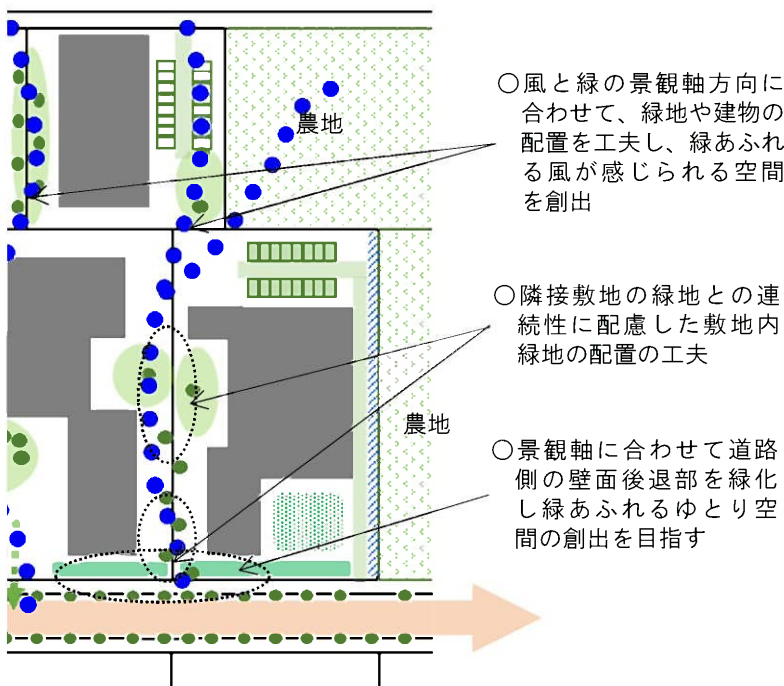 ○風と緑の景観軸方向に
合わせて、緑地や建物の
配置を工夫し、緑あふれ
る風が感じられる空間
を創出
農地
○隣接敷地の緑地との連
続性に配慮した敷地内
緑地の配置の工夫
農地
○景観軸に合わせて道路
側の壁面後退部を緑化
し緑あふれるゆとり空
間の創出を目指す